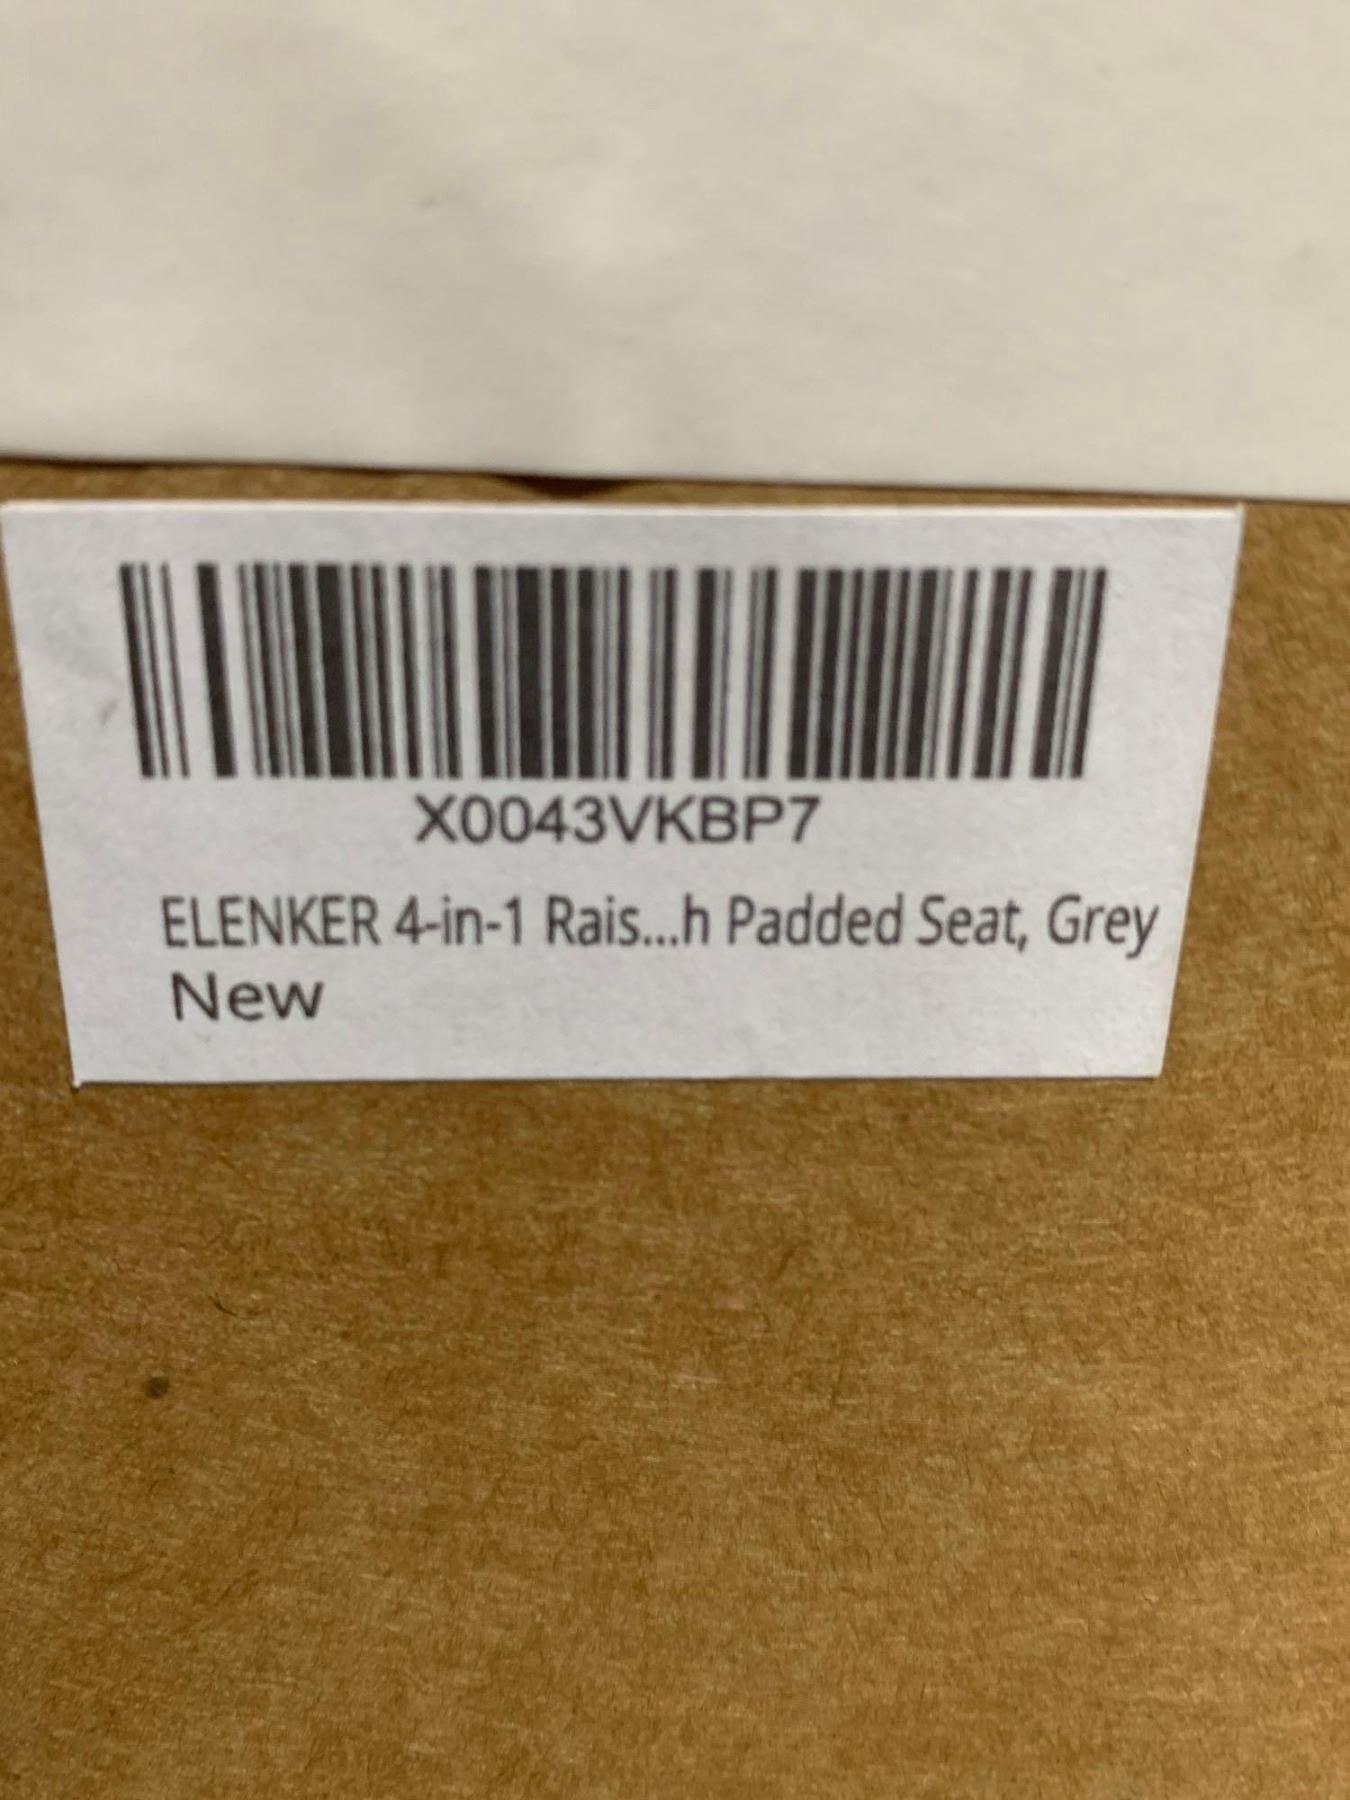 X0043VKBP7
ELENKER 4-in-1 Rais...h Padded Seat, Grey
New